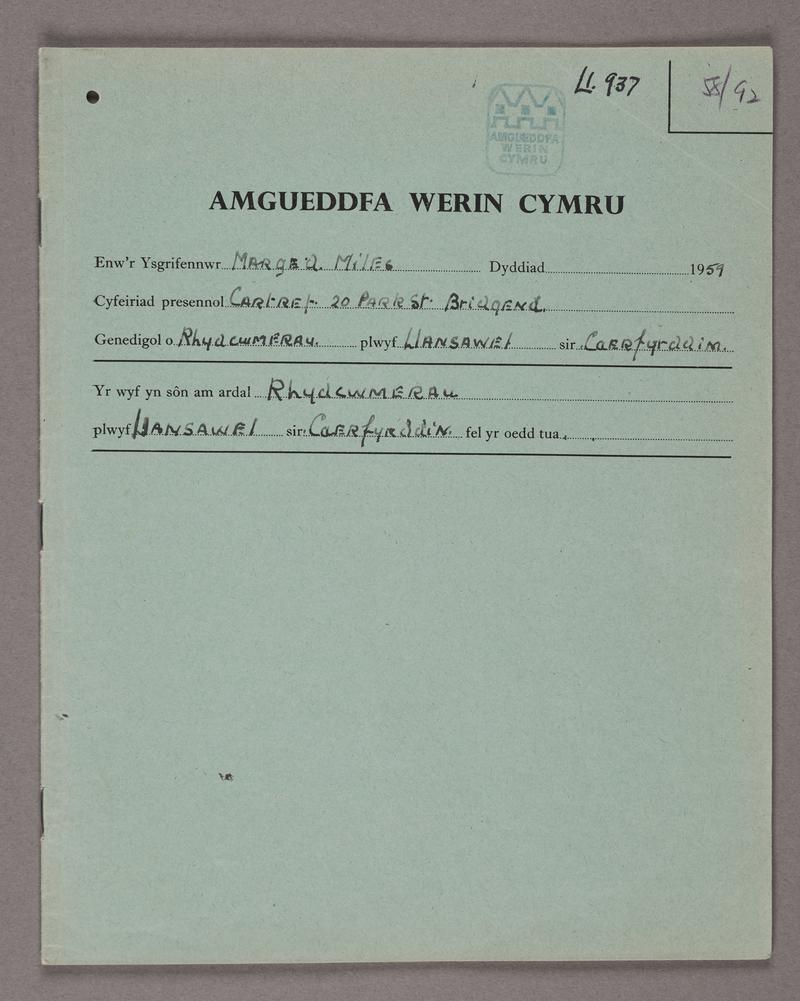 Ll. 937
92
AMGUEDDFA
WERIN
CYMRU
AMGUEDDFA WERIN CYMRU
Enw'r Ysgrifennwr Marged. Miles Dyddiad 1959
Cyfeiriad presennol Cartref. 20 Park St. Bridgend.
Genedigol o Rhydcwmerau. plwyf Llansawel sir Caerfyrddin.
Yr wyf yn sôn am ardal Rhydcwmerau
plwyf Llansawel sir Caerfyrddin. fel yr oedd tua